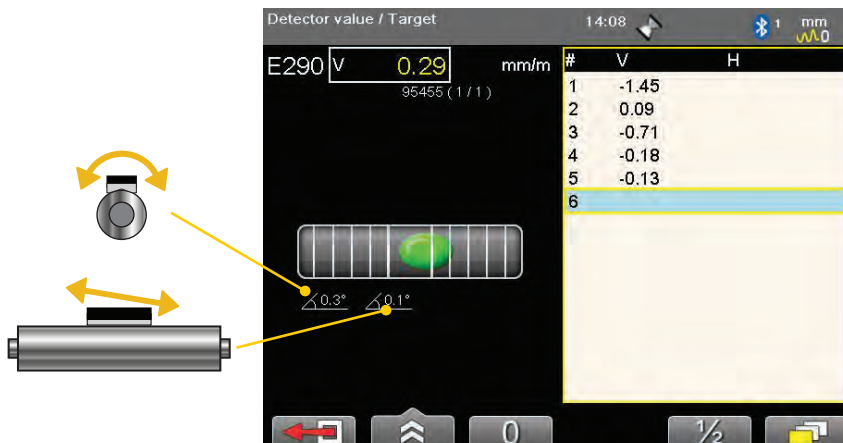 Detector value / Target 14:08 1 mm
0
E290 V 0.29 mm/m
95455 ( 1 / 1 )
# V H
1 -1.45
2 0.09
3 -0.71
4 -0.18
5 -0.13
6
0.3° 0.1°
0 ½